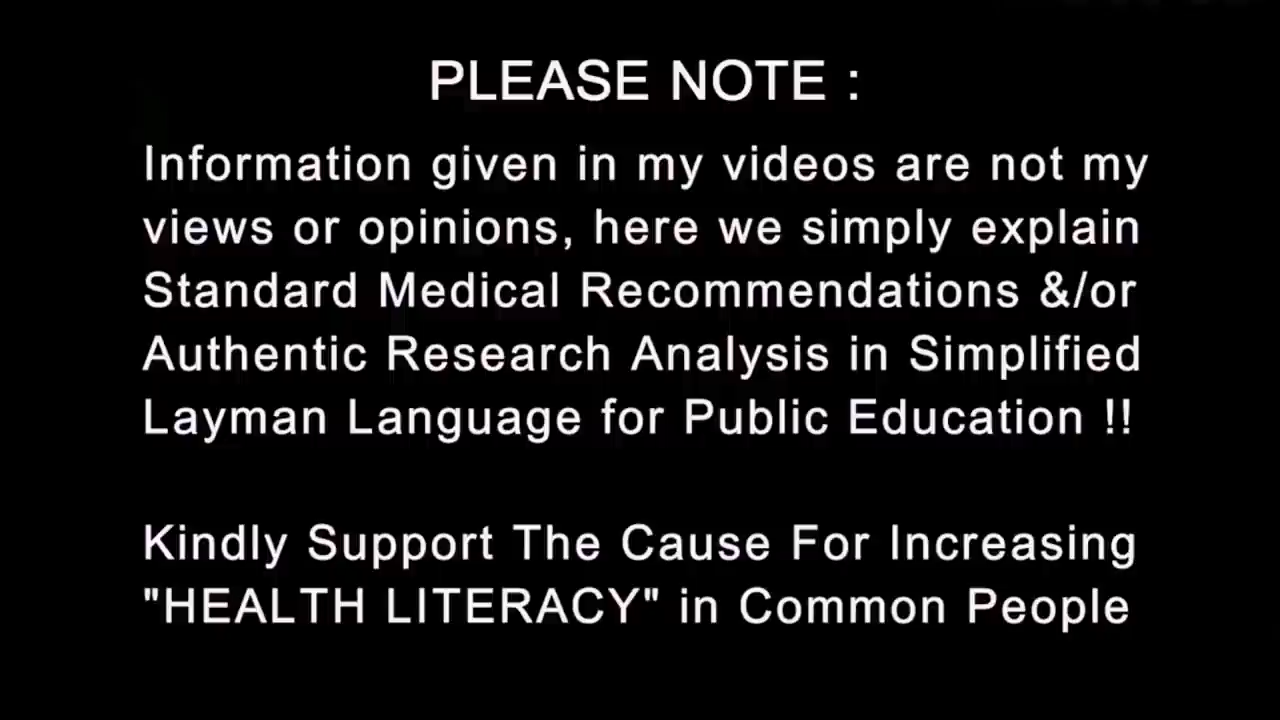 PLEASE NOTE :
Information given in my videos are not my
views or opinions, here we simply explain
Standard Medical Recommendations &/or
Authentic Research Analysis in Simplified
Layman Language for Public Education !!
Kindly Support The Cause For Increasing
"HEALTH LITERACY" in Common People